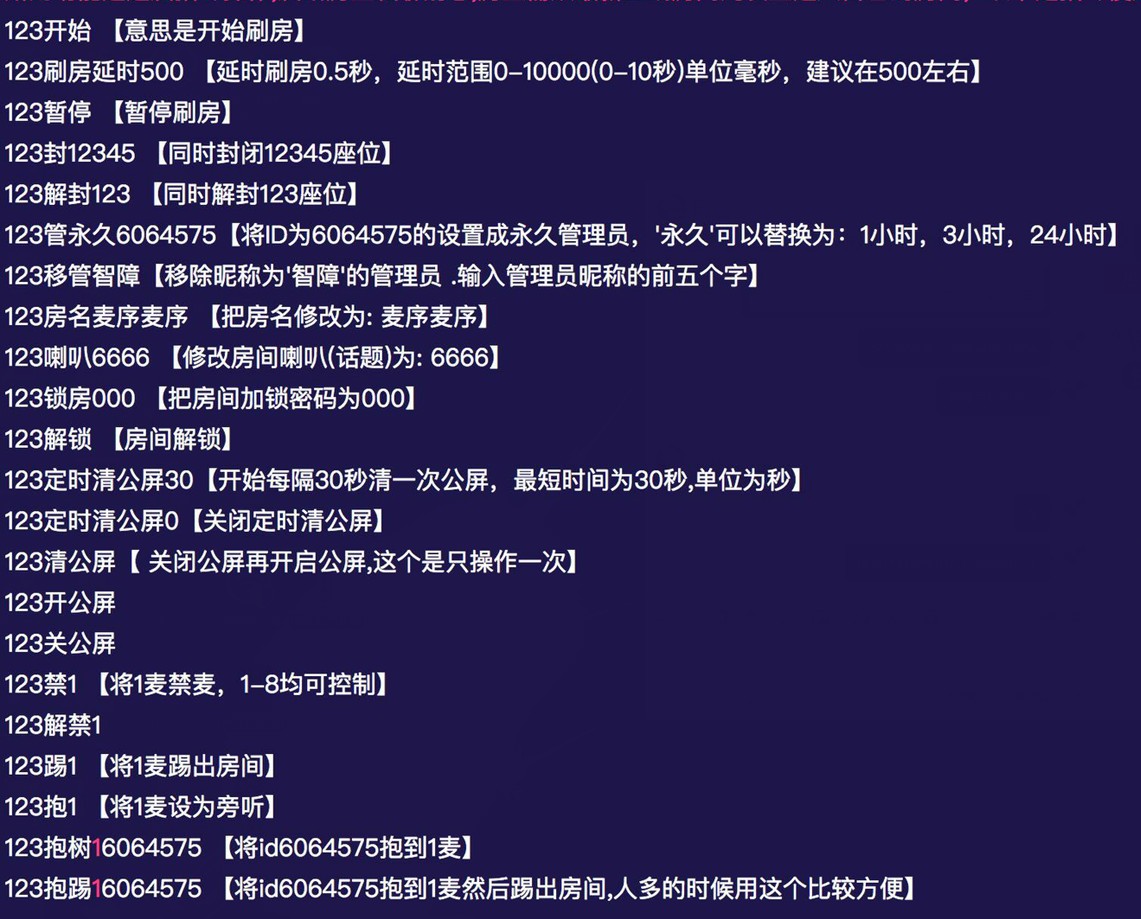 123开始 【意思是开始刷房】
123刷房延时500 【延时刷房0.5秒，延时范围0-10000(0-10秒)单位毫秒，建议在500左右】
123暂停 【暂停刷房】
123封12345 【同时封闭12345座位】
123解封123 【同时解封123座位】
123管永久6064575【将ID为6064575的设置成永久管理员，'永久'可以替换为：1小时，3小时，24小时】
123移管智障【移除昵称为'智障'的管理员 .输入管理员昵称的前五个字】
123房名麦序麦序 【把房名修改为: 麦序麦序】
123喇叭6666 【修改房间喇叭(话题)为: 6666】
123锁房000 【把房间加锁密码为000】
123解锁 【房间解锁】
123定时清公屏30【开始每隔30秒清一次公屏，最短时间为30秒,单位为秒】
123定时清公屏0【关闭定时清公屏】
123清公屏【 关闭公屏再开启公屏,这个是只操作一次】
123开公屏
123关公屏
123禁1 【将1麦禁麦，1-8均可控制】
123解禁1
123踢1 【将1麦踢出房间】
123抱1 【将1麦设为旁听】
123抱树16064575 【将id6064575抱到1麦】
123抱踢16064575 【将id6064575抱到1麦然后踢出房间,人多的时候用这个比较方便】